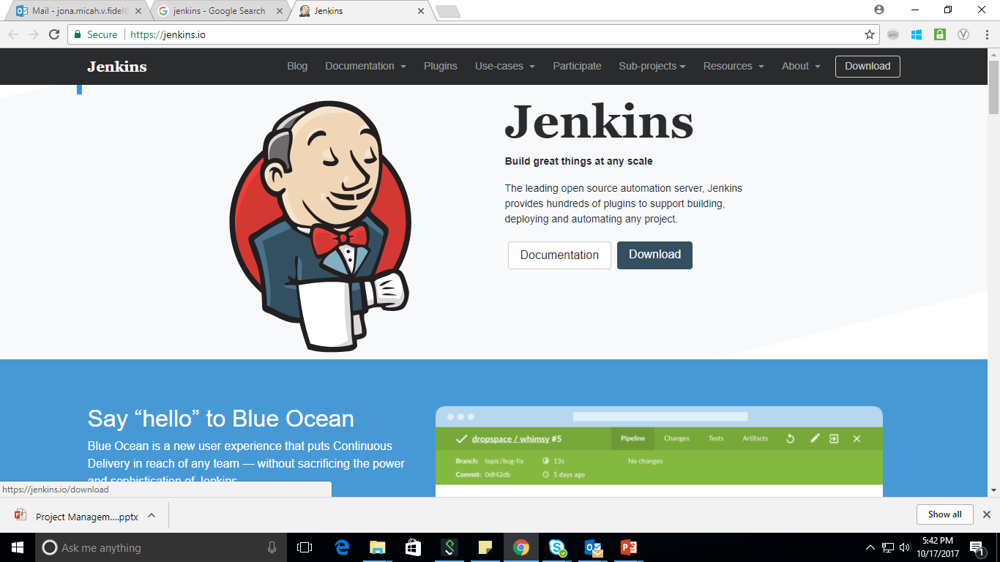 Mail - jona.micah.v.fidel@
jenkins - Google Search
Jenkins
Secure
https://jenkins.io
Jenkins
Blog
Documentation
Plugins
Use-cases
Participate
Sub-projects
Resources
About
Download
Jenkins
Build great things at any scale
The leading open source automation server, Jenkins
provides hundreds of plugins to support building,
deploying and automating any project.
Documentation
Download
Say “hello” to Blue Ocean
Blue Ocean is a new user experience that puts Continuous
Delivery in reach of any team — without sacrificing the power
and sophistication of Jenkins
dropspace / whimsy #5
Pipeline
Changes
Tests
Artifacts
Branch: topic/bug-fix
13s
No changes
Commit: 0df42db
5 days ago
https://jenkins.io/download
Project Managem....pptx
Show all
Ask me anything
5:42 PM
10/17/2017
1